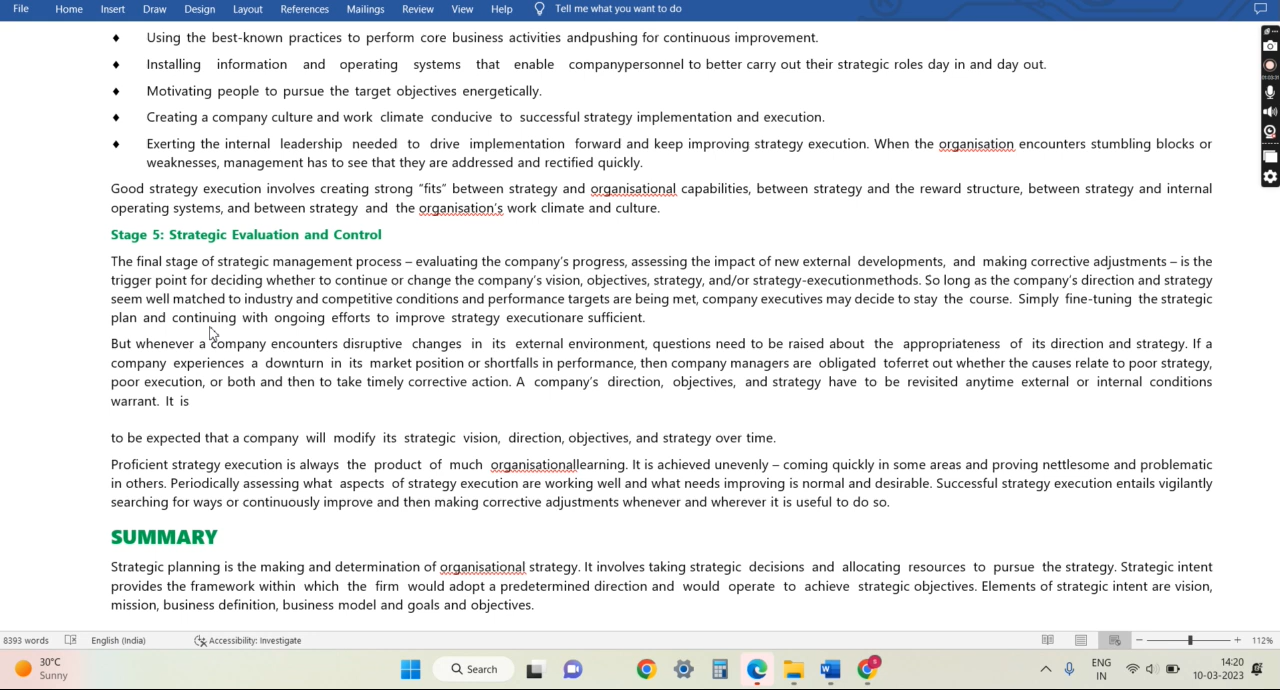 File Home Insert Draw Design Layout References Mailings Review View Help Tell me what you want to do
♦ Using the best-known practices to perform core business activities andpushing for continuous improvement.
♦ Installing information and operating systems that enable companypersonnel to better carry out their strategic roles day in and day out.
♦ Motivating people to pursue the target objectives energetically.
♦ Creating a company culture and work climate conducive to successful strategy implementation and execution.
♦ Exerting the internal leadership needed to drive implementation forward and keep improving strategy execution. When the organisation encounters stumbling blocks or
weaknesses, management has to see that they are addressed and rectified quickly.
Good strategy execution involves creating strong “fits” between strategy and organisational capabilities, between strategy and the reward structure, between strategy and internal
operating systems, and between strategy and the organisation’s work climate and culture.
Stage 5: Strategic Evaluation and Control
The final stage of strategic management process – evaluating the company’s progress, assessing the impact of new external developments, and making corrective adjustments – is the
trigger point for deciding whether to continue or change the company’s vision, objectives, strategy, and/or strategy-executionmethods. So long as the company’s direction and strategy
seem well matched to industry and competitive conditions and performance targets are being met, company executives may decide to stay the course. Simply fine-tuning the strategic
plan and continuing with ongoing efforts to improve strategy executionare sufficient.
But whenever a company encounters disruptive changes in its external environment, questions need to be raised about the appropriateness of its direction and strategy. If a
company experiences a downturn in its market position or shortfalls in performance, then company managers are obligated toferret out whether the causes relate to poor strategy,
poor execution, or both and then to take timely corrective action. A company’s direction, objectives, and strategy have to be revisited anytime external or internal conditions
warrant. It is
to be expected that a company will modify its strategic vision, direction, objectives, and strategy over time.
Proficient strategy execution is always the product of much organisationallearning. It is achieved unevenly – coming quickly in some areas and proving nettlesome and problematic
in others. Periodically assessing what aspects of strategy execution are working well and what needs improving is normal and desirable. Successful strategy execution entails vigilantly
searching for ways or continuously improve and then making corrective adjustments whenever and wherever it is useful to do so.
SUMMARY
Strategic planning is the making and determination of organisational strategy. It involves taking strategic decisions and allocating resources to pursue the strategy. Strategic intent
provides the framework within which the firm would adopt a predetermined direction and would operate to achieve strategic objectives. Elements of strategic intent are vision,
mission, business definition, business model and goals and objectives.
8393 words English (India) Accessibility: Investigate 112%
30°C
Sunny
Search
ENG
IN
14:20
10-03-2023